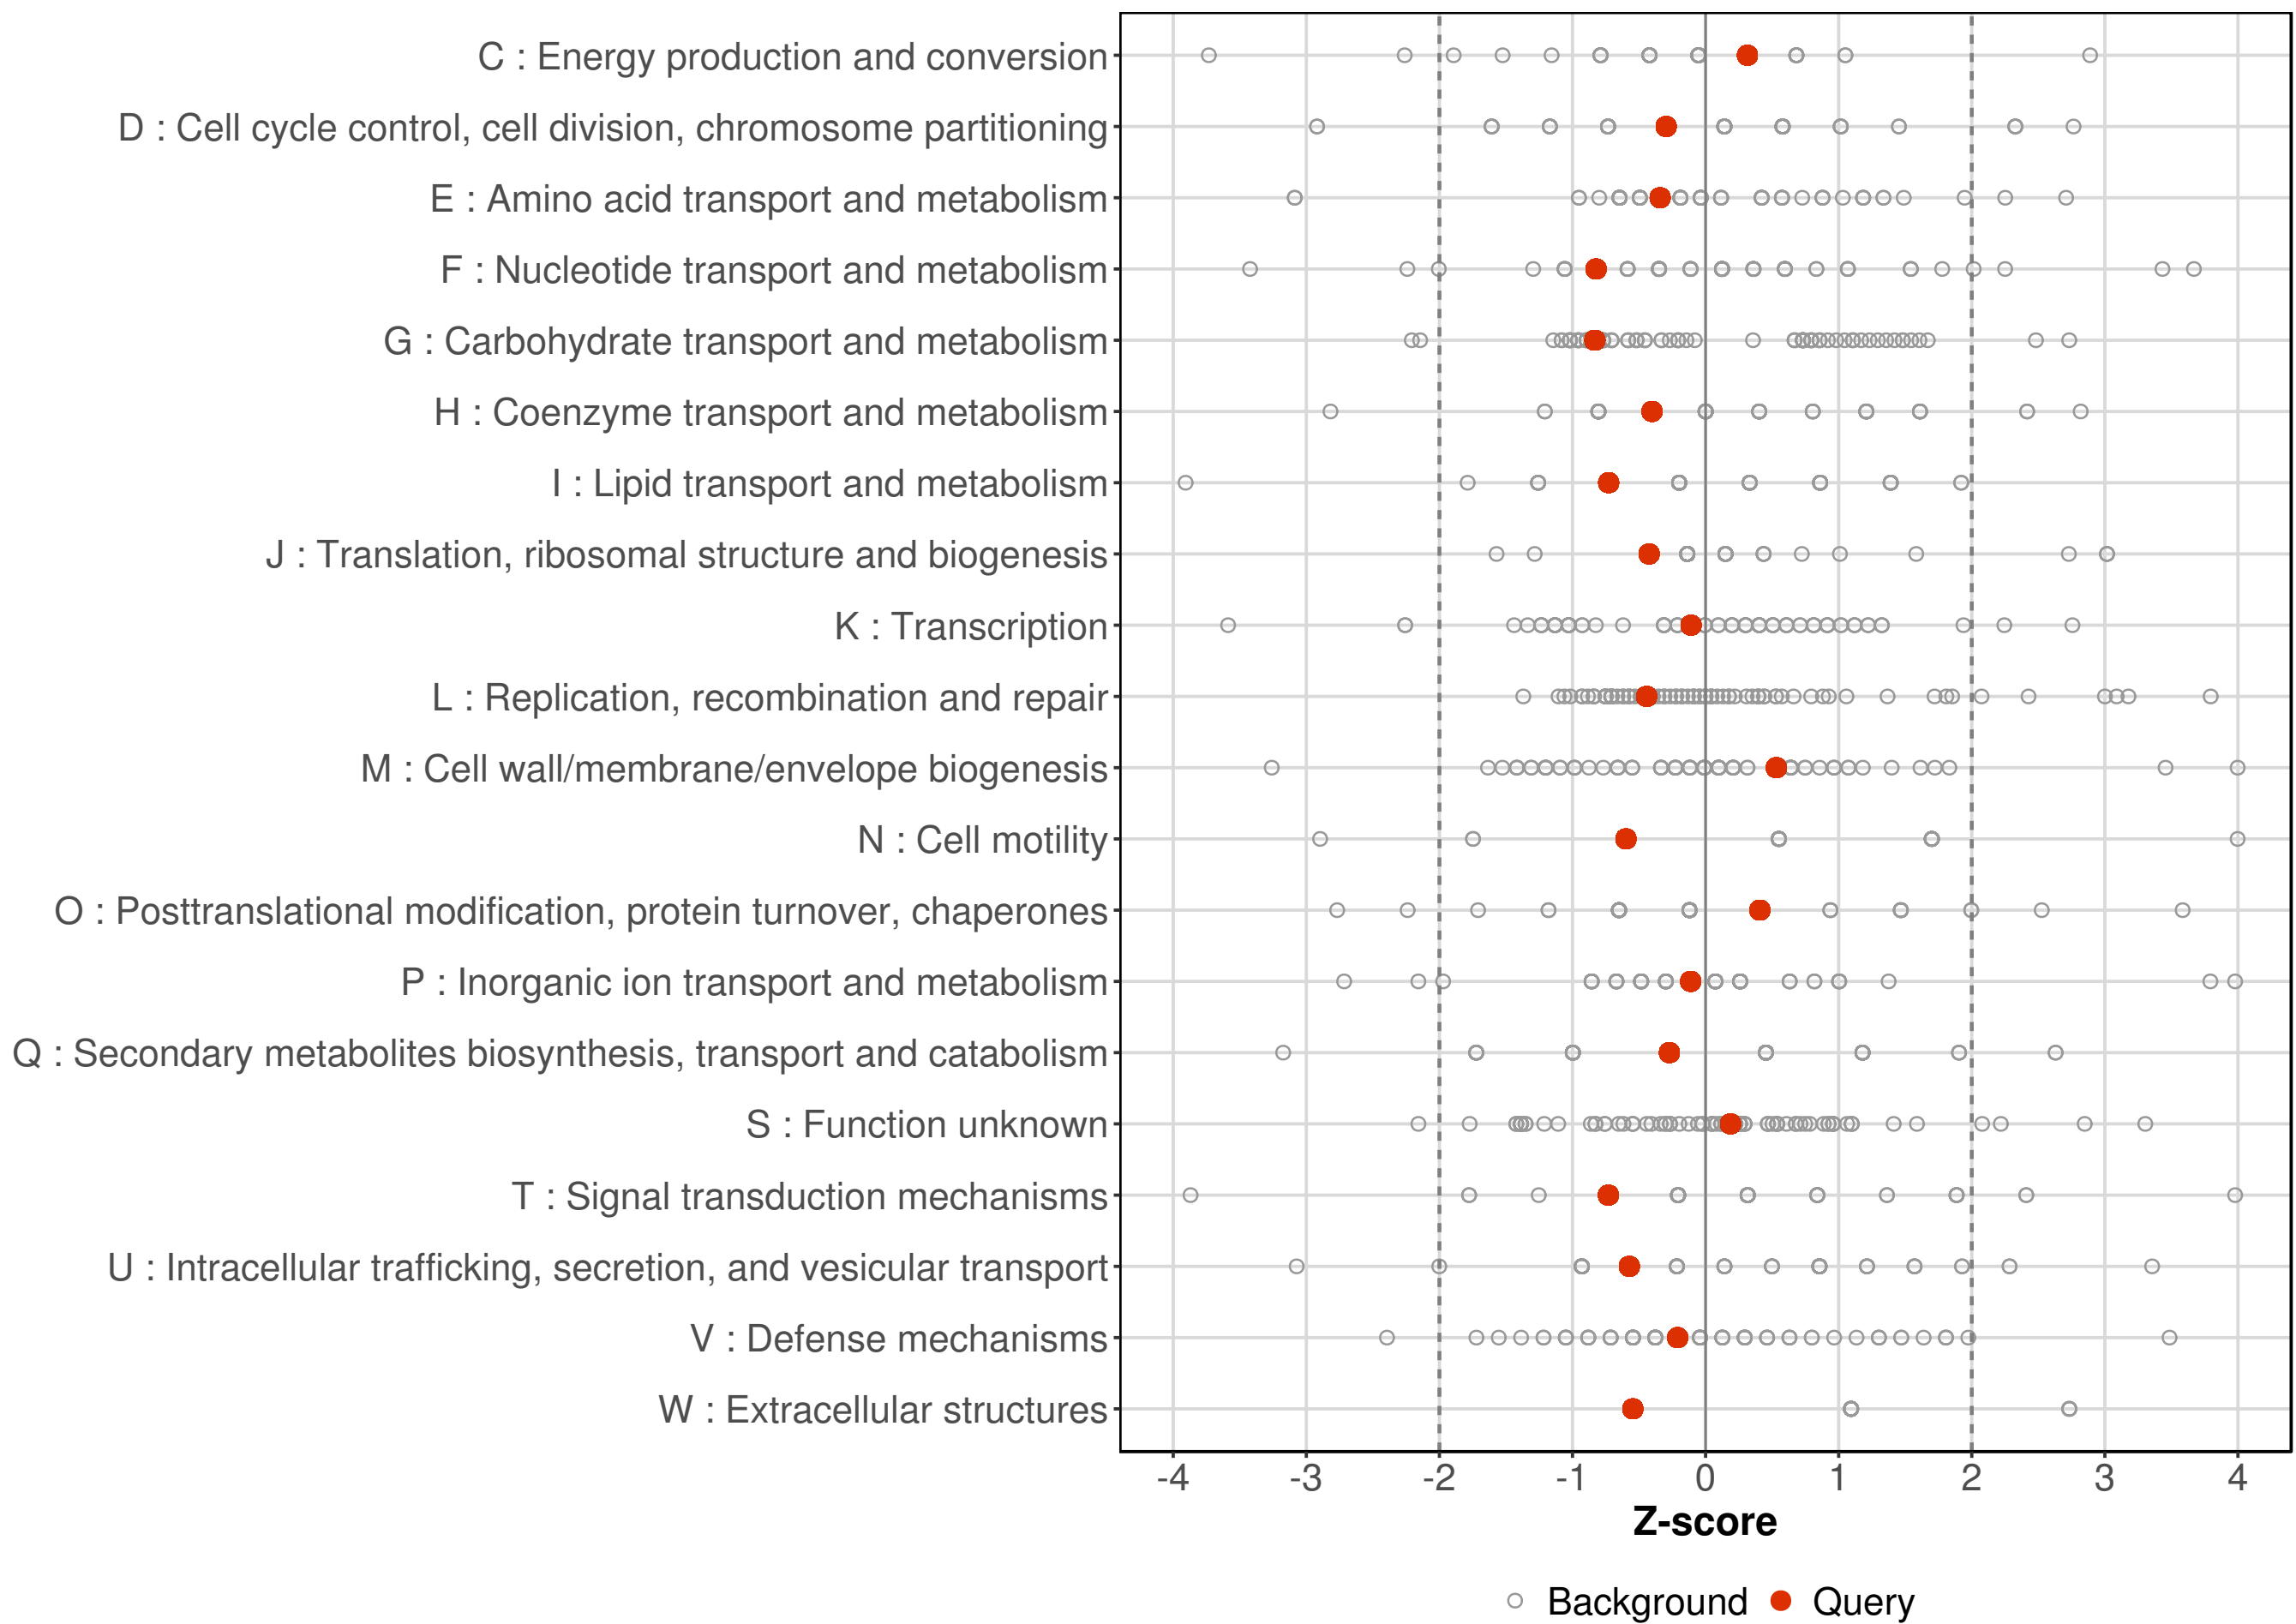 C : Energy production and conversion
D : Cell cycle control, cell division, chromosome partitioning
E : Amino acid transport and metabolism
F : Nucleotide transport and metabolism
G : Carbohydrate transport and metabolism
H : Coenzyme transport and metabolism
I : Lipid transport and metabolism
J : Translation, ribosomal structure and biogenesis
K : Transcription
L : Replication, recombination and repair
M : Cell wall/membrane/envelope biogenesis
N : Cell motility
O : Posttranslational modification, protein turnover, chaperones
P : Inorganic ion transport and metabolism
Q : Secondary metabolites biosynthesis, transport and catabolism
S : Function unknown
T : Signal transduction mechanisms
U : Intracellular trafficking, secretion, and vesicular transport
V : Defense mechanisms
W : Extracellular structures
-4 -3 -2 -1 0 1 2 3 4
Z-score
Background Query